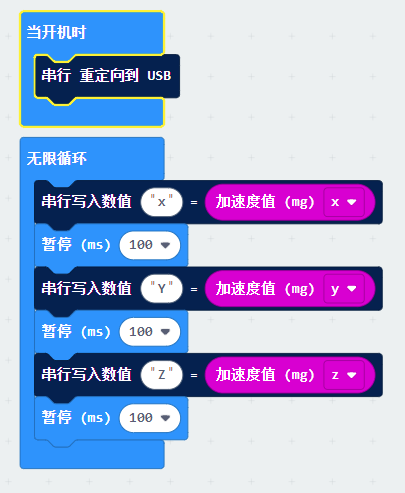 当开机时
串行 重定向到 USB
无限循环
串行写入数值 "x" = 加速度值 (mg) x
暂停 (ms) 100
串行写入数值 "Y" = 加速度值 (mg) y
暂停 (ms) 100
串行写入数值 "Z" = 加速度值 (mg) z
暂停 (ms) 100